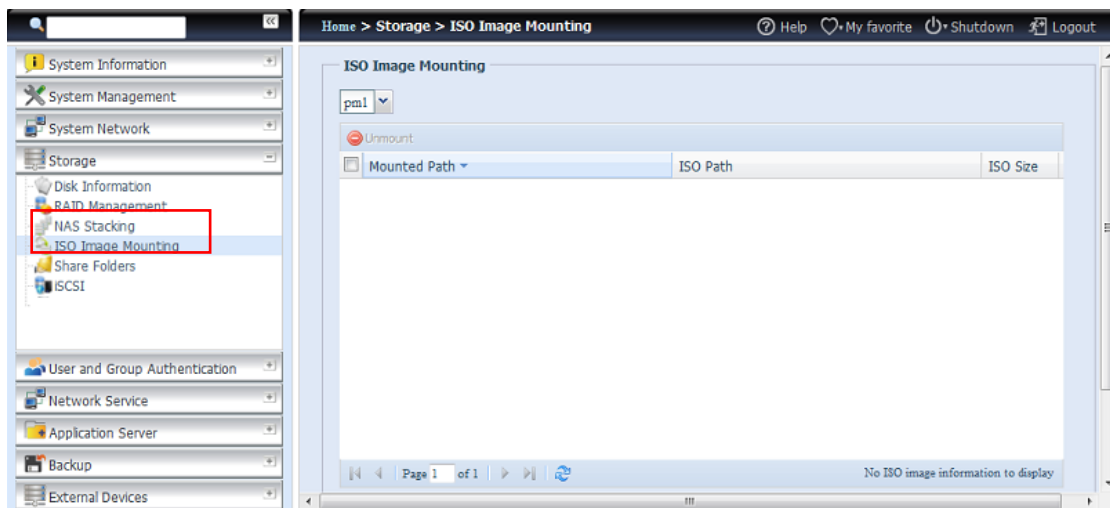 Home > Storage > ISO Image Mounting
Help My favorite Shutdown Logout
System Information
System Management
System Network
Storage
Disk Information
RAID Management
NAS Stacking
ISO Image Mounting
Share Folders
iSCSI
User and Group Authentication
Network Service
Application Server
Backup
External Devices
ISO Image Mounting
pm1
Unmount
Mounted Path ISO Path ISO Size
Page 1 of 1 No ISO image information to display